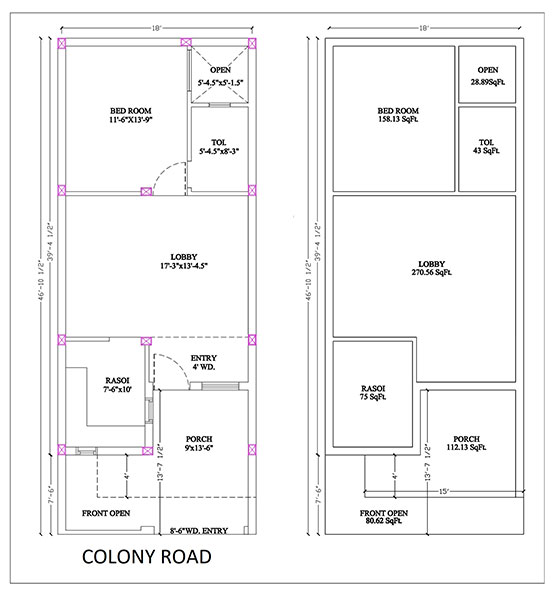 18'
18'
OPEN
5'-4.5"x5'-1.5"
BED ROOM
11'-6"X13'-9"
TOL
5'-4.5"x8'-3"
LOBBY
17'-3"x13'-4.5"
ENTRY
4' WD.
RASOI
7'-6"x10'
PORCH
9'x13'-6"
4'
13'-7 1/2"
FRONT OPEN
8'-6"WD. ENTRY
46'-10 1/2"
39'-4 1/2"
7'-6"
COLONY ROAD
OPEN
28.89SqFt.
BED ROOM
158.13 SqFt.
TOL
43 SqFt.
LOBBY
270.56 SqFt.
RASOI
75 SqFt.
PORCH
112.13 SqFt.
4'
13'-7 1/2"
15'
FRONT OPEN
80.62 SqFt.
46'-10 1/2"
39'-4 1/2"
7'-6"